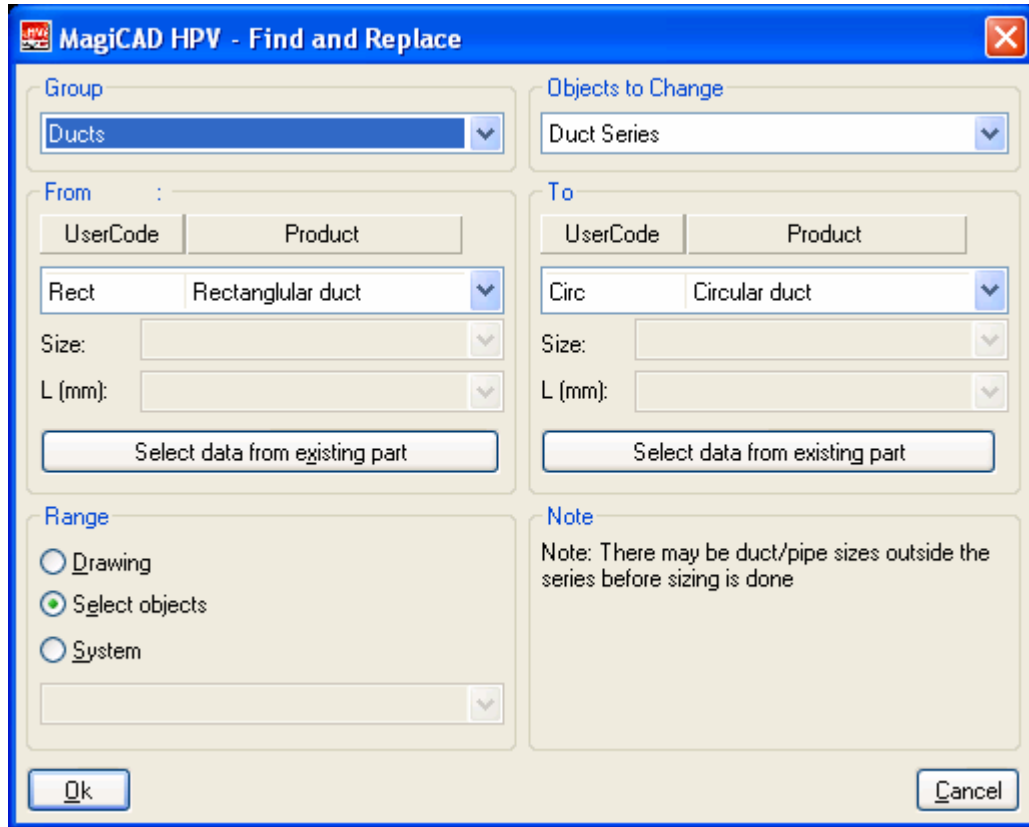 MagiCAD HPV - Find and Replace
Group
Ducts
Objects to Change
Duct Series
From :
UserCode Product
Rect Rectanglular duct
Size:
L (mm):
Select data from existing part
To
UserCode Product
Circ Circular duct
Size:
L (mm):
Select data from existing part
Range
Drawing
Select objects
System
Note
Note: There may be duct/pipe sizes outside the
series before sizing is done
Ok
Cancel